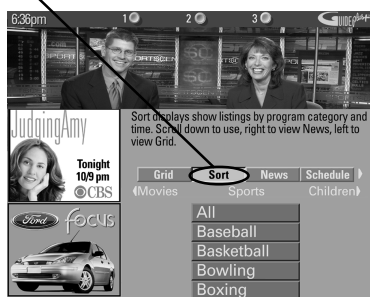 6:36pm
1 2 3
GUIDE plus+
SC
JudgingAmy
Tonight
10/9 pm
CBS
Sort displays show listings by program category and
time. Scroll down to use, right to view News, left to
view Grid.
Grid Sort News Schedule
Movies Sports Children
Ford FOCUS
All
Baseball
Basketball
Bowling
Boxing